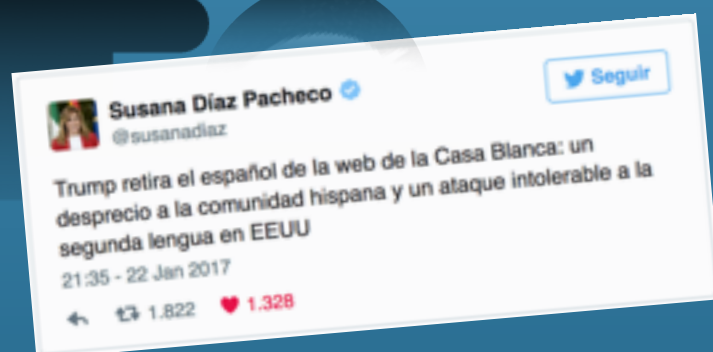 Susana Díaz Pacheco
@susanadiaz
Seguir
Trump retira el español de la web de la Casa Blanca: un
desprecio a la comunidad hispana y un ataque intolerable a la
segunda lengua en EEUU
21:35 - 22 Jan 2017
1.822 1.328